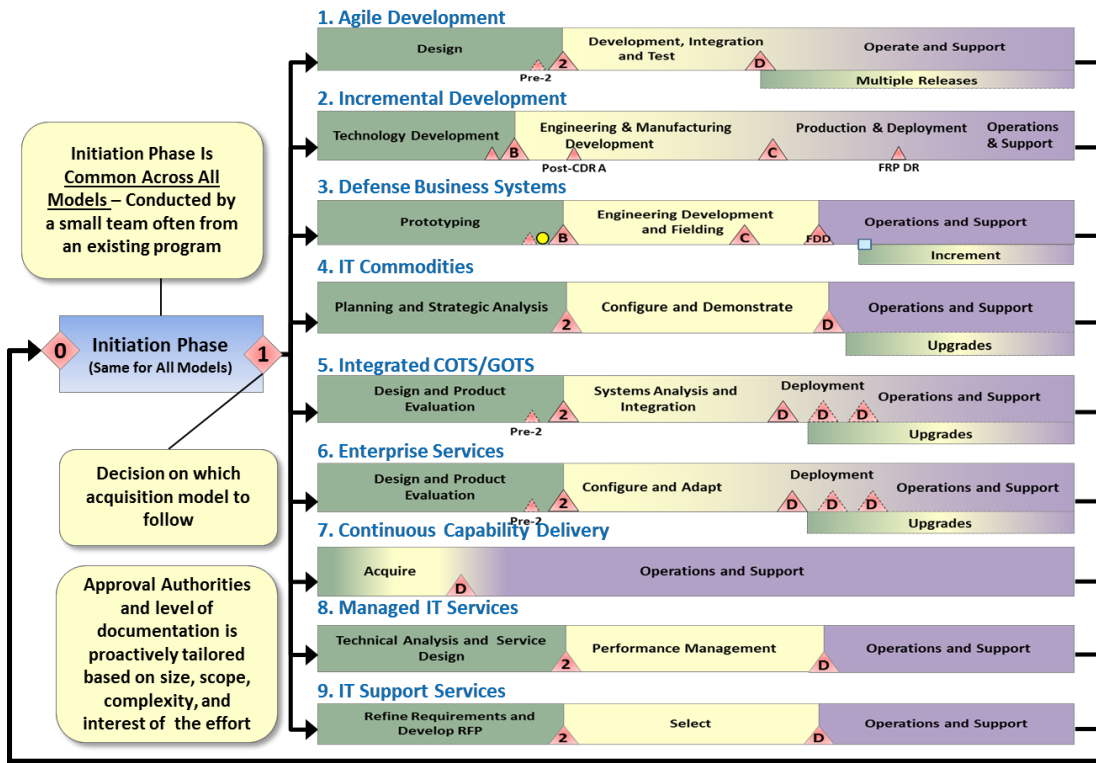 Initiation Phase Is
Common Across All
Models – Conducted by
a small team often from
an existing program
0
Initiation Phase
(Same for All Models)
1
Decision on which
acquisition model to
follow
Approval Authorities
and level of
documentation is
proactively tailored
based on size, scope,
complexity, and
interest of the effort
1. Agile Development
Design
Development, Integration
and Test
Operate and Support
Pre-2
2
D
Multiple Releases
2. Incremental Development
Technology Development
Engineering & Manufacturing
Development
Production & Deployment
Operations
& Support
B
C
Post-CDR A
FRP DR
3. Defense Business Systems
Prototyping
Engineering Development
and Fielding
Operations and Support
B
C
FDD
Increment
4. IT Commodities
Planning and Strategic Analysis
Configure and Demonstrate
Operations and Support
2
D
Upgrades
5. Integrated COTS/GOTS
Design and Product
Evaluation
Systems Analysis and
Integration
Deployment
Operations and Support
Pre-2
2
D
D
D
Upgrades
6. Enterprise Services
Design and Product
Evaluation
Configure and Adapt
Deployment
Operations and Support
Pre-2
2
D
D
D
Upgrades
7. Continuous Capability Delivery
Acquire
Operations and Support
D
8. Managed IT Services
Technical Analysis and Service
Design
Performance Management
Operations and Support
2
D
9. IT Support Services
Refine Requirements and
Develop RFP
Select
Operations and Support
2
D